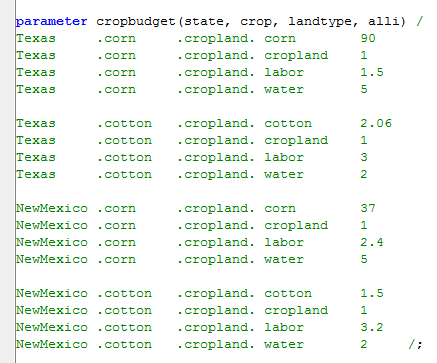 parameter cropbudget(state, crop, landtype, alli) /
Texas .corn .cropland. corn 90
Texas .corn .cropland. cropland 1
Texas .corn .cropland. labor 1.5
Texas .corn .cropland. water 5
Texas .cotton .cropland. cotton 2.06
Texas .cotton .cropland. cropland 1
Texas .cotton .cropland. labor 3
Texas .cotton .cropland. water 2
NewMexico .corn .cropland. corn 37
NewMexico .corn .cropland. cropland 1
NewMexico .corn .cropland. labor 2.4
NewMexico .corn .cropland. water 5
NewMexico .cotton .cropland. cotton 1.5
NewMexico .cotton .cropland. cropland 1
NewMexico .cotton .cropland. labor 3.2
NewMexico .cotton .cropland. water 2 /;